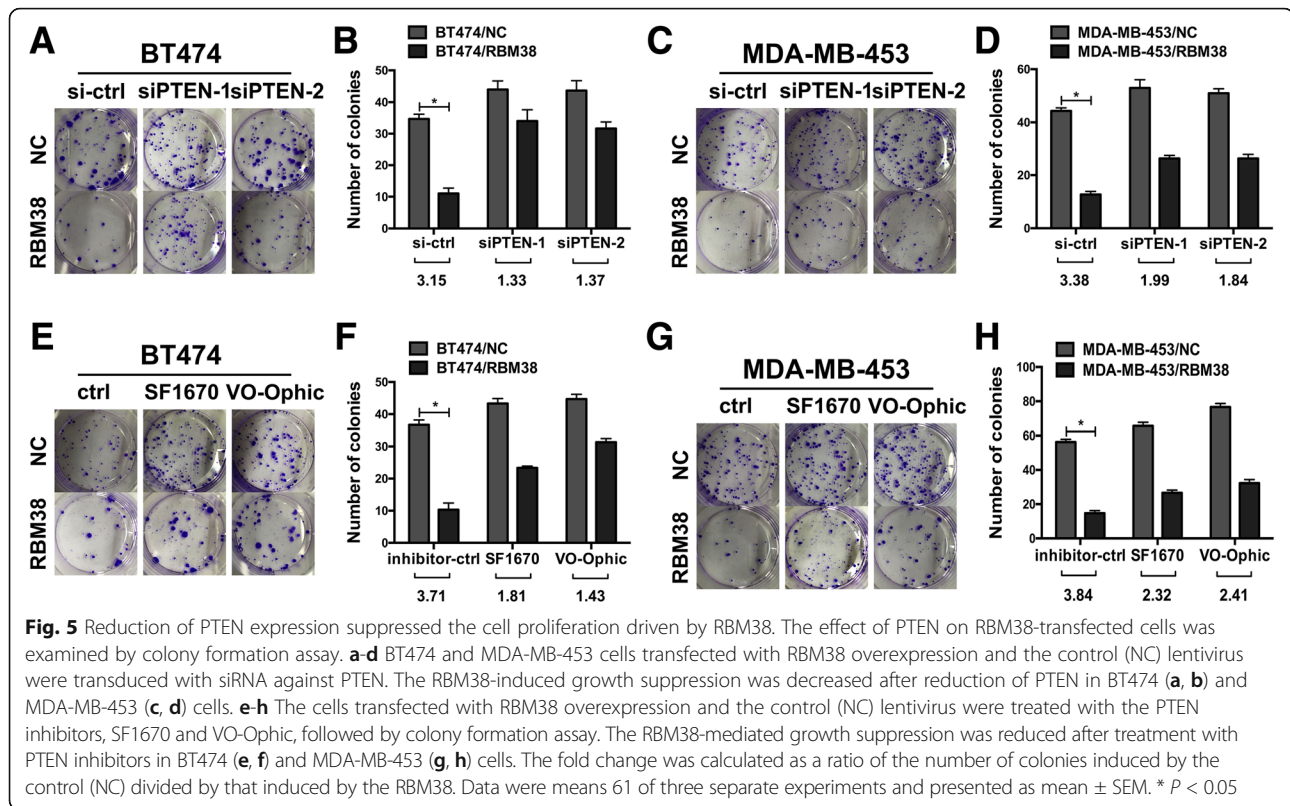 A
BT474
si-ctrl siPTEN-1 siPTEN-2
NC
RBM38
B
BT474/NC
BT474/RBM38
Number of colonies
50
40
30
20
10
0
*
si-ctrl siPTEN-1 siPTEN-2
3.15 1.33 1.37
C
MDA-MB-453
si-ctrl siPTEN-1 siPTEN-2
NC
RBM38
D
MDA-MB-453/NC
MDA-MB-453/RBM38
Number of colonies
60
40
20
0
*
si-ctrl siPTEN-1 siPTEN-2
3.38 1.99 1.84
E
BT474
ctrl SF1670 VO-Ophic
NC
RBM38
F
BT474/NC
BT474/RBM38
Number of colonies
50
40
30
20
10
0
*
inhibitor-ctrl SF1670 VO-Ophic
3.71 1.81 1.43
G
MDA-MB-453
ctrl SF1670 VO-Ophic
NC
RBM38
H
MDA-MB-453/NC
MDA-MB-453/RBM38
Number of colonies
100
80
60
40
20
0
*
inhibitor-ctrl SF1670 VO-Ophic
3.84 2.32 2.41
Fig. 5 Reduction of PTEN expression suppressed the cell proliferation driven by RBM38. The effect of PTEN on RBM38-transfected cells was
examined by colony formation assay. a-d BT474 and MDA-MB-453 cells transfected with RBM38 overexpression and the control (NC) lentivirus
were transduced with siRNA against PTEN. The RBM38-induced growth suppression was decreased after reduction of PTEN in BT474 (a, b) and
MDA-MB-453 (c, d) cells. e-h The cells transfected with RBM38 overexpression and the control (NC) lentivirus were treated with the PTEN
inhibitors, SF1670 and VO-Ophic, followed by colony formation assay. The RBM38-mediated growth suppression was reduced after treatment with
PTEN inhibitors in BT474 (e, f) and MDA-MB-453 (g, h) cells. The fold change was calculated as a ratio of the number of colonies induced by the
control (NC) divided by that induced by the RBM38. Data were means 61 of three separate experiments and presented as mean ± SEM. * P < 0.05